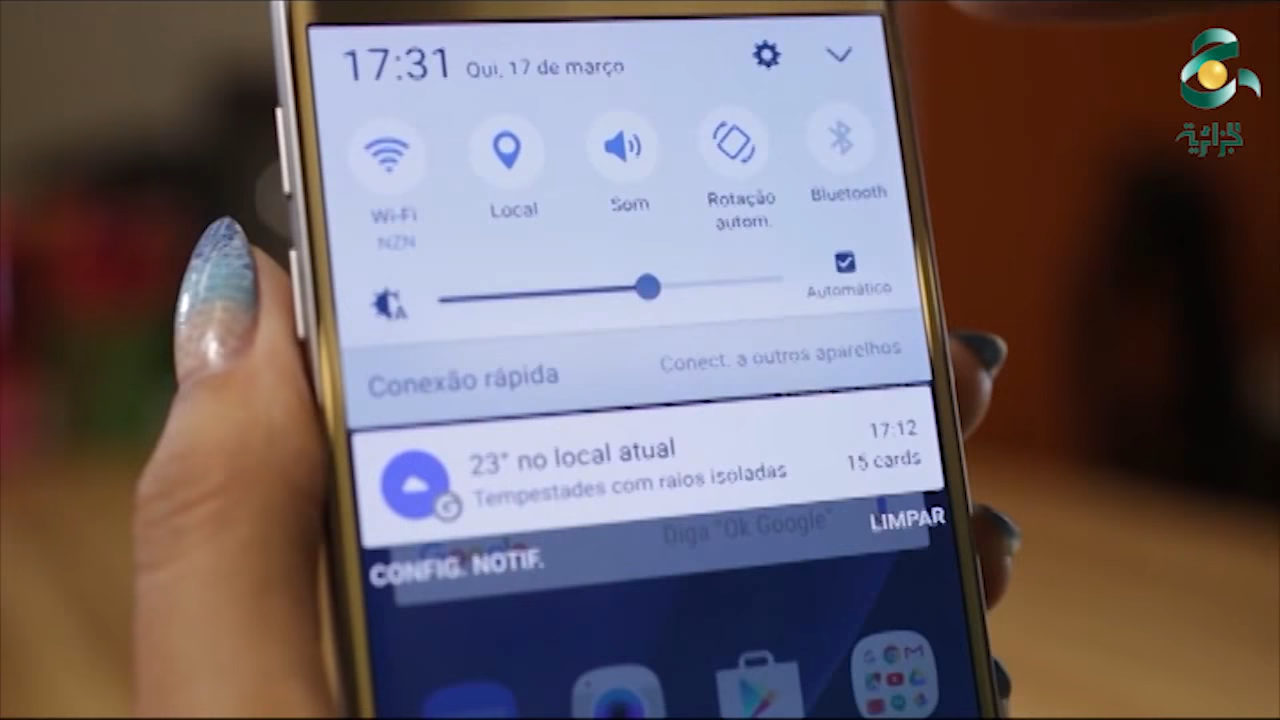 17:31 Qui, 17 de março
Wi-Fi
NZN
Local
Som
Rotação
autom.
Bluetooth
Automático
Conexão rápida Conect. a outros aparelhos
23° no local atual 17:12
Tempestades com raios isoladas 15 cards
Diga "Ok Google"
CONFIG. NOTIF. LIMPAR
الجزائرية